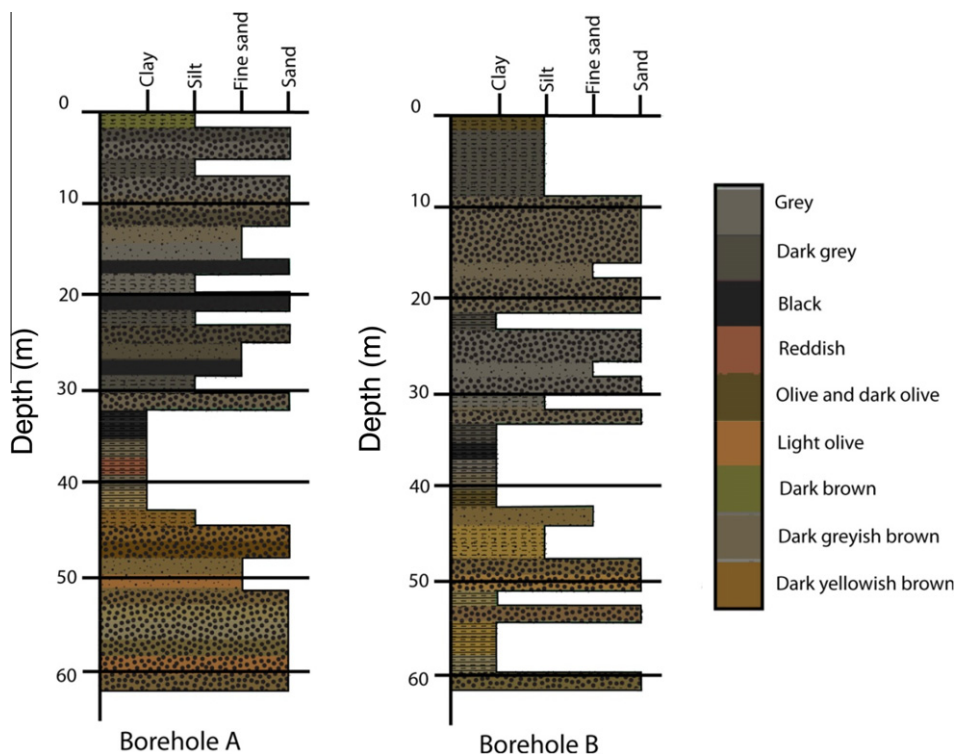 Clay
Silt
Fine sand
Sand
0
10
20
30
40
50
60
Depth (m)
Borehole A
Clay
Silt
Fine sand
Sand
0
10
20
30
40
50
60
Depth (m)
Borehole B
Grey
Dark grey
Black
Reddish
Olive and dark olive
Light olive
Dark brown
Dark greyish brown
Dark yellowish brown